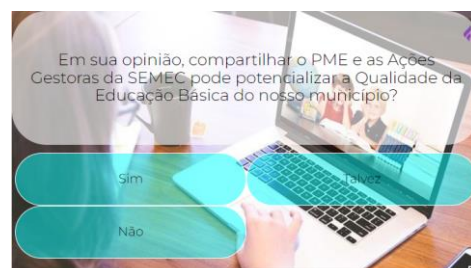 Em sua opinião, compartilhar o PME e as Ações
Gestoras da SEMEC pode potencializar a Qualidade da
Educação Básica do nosso município?
Sim
Talvez
Não